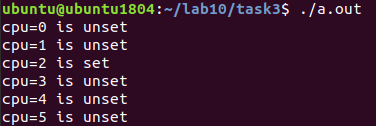 ubuntu@ubuntu1804:~/lab10/task3$ ./a.out
cpu=0 is unset
cpu=1 is unset
cpu=2 is set
cpu=3 is unset
cpu=4 is unset
cpu=5 is unset